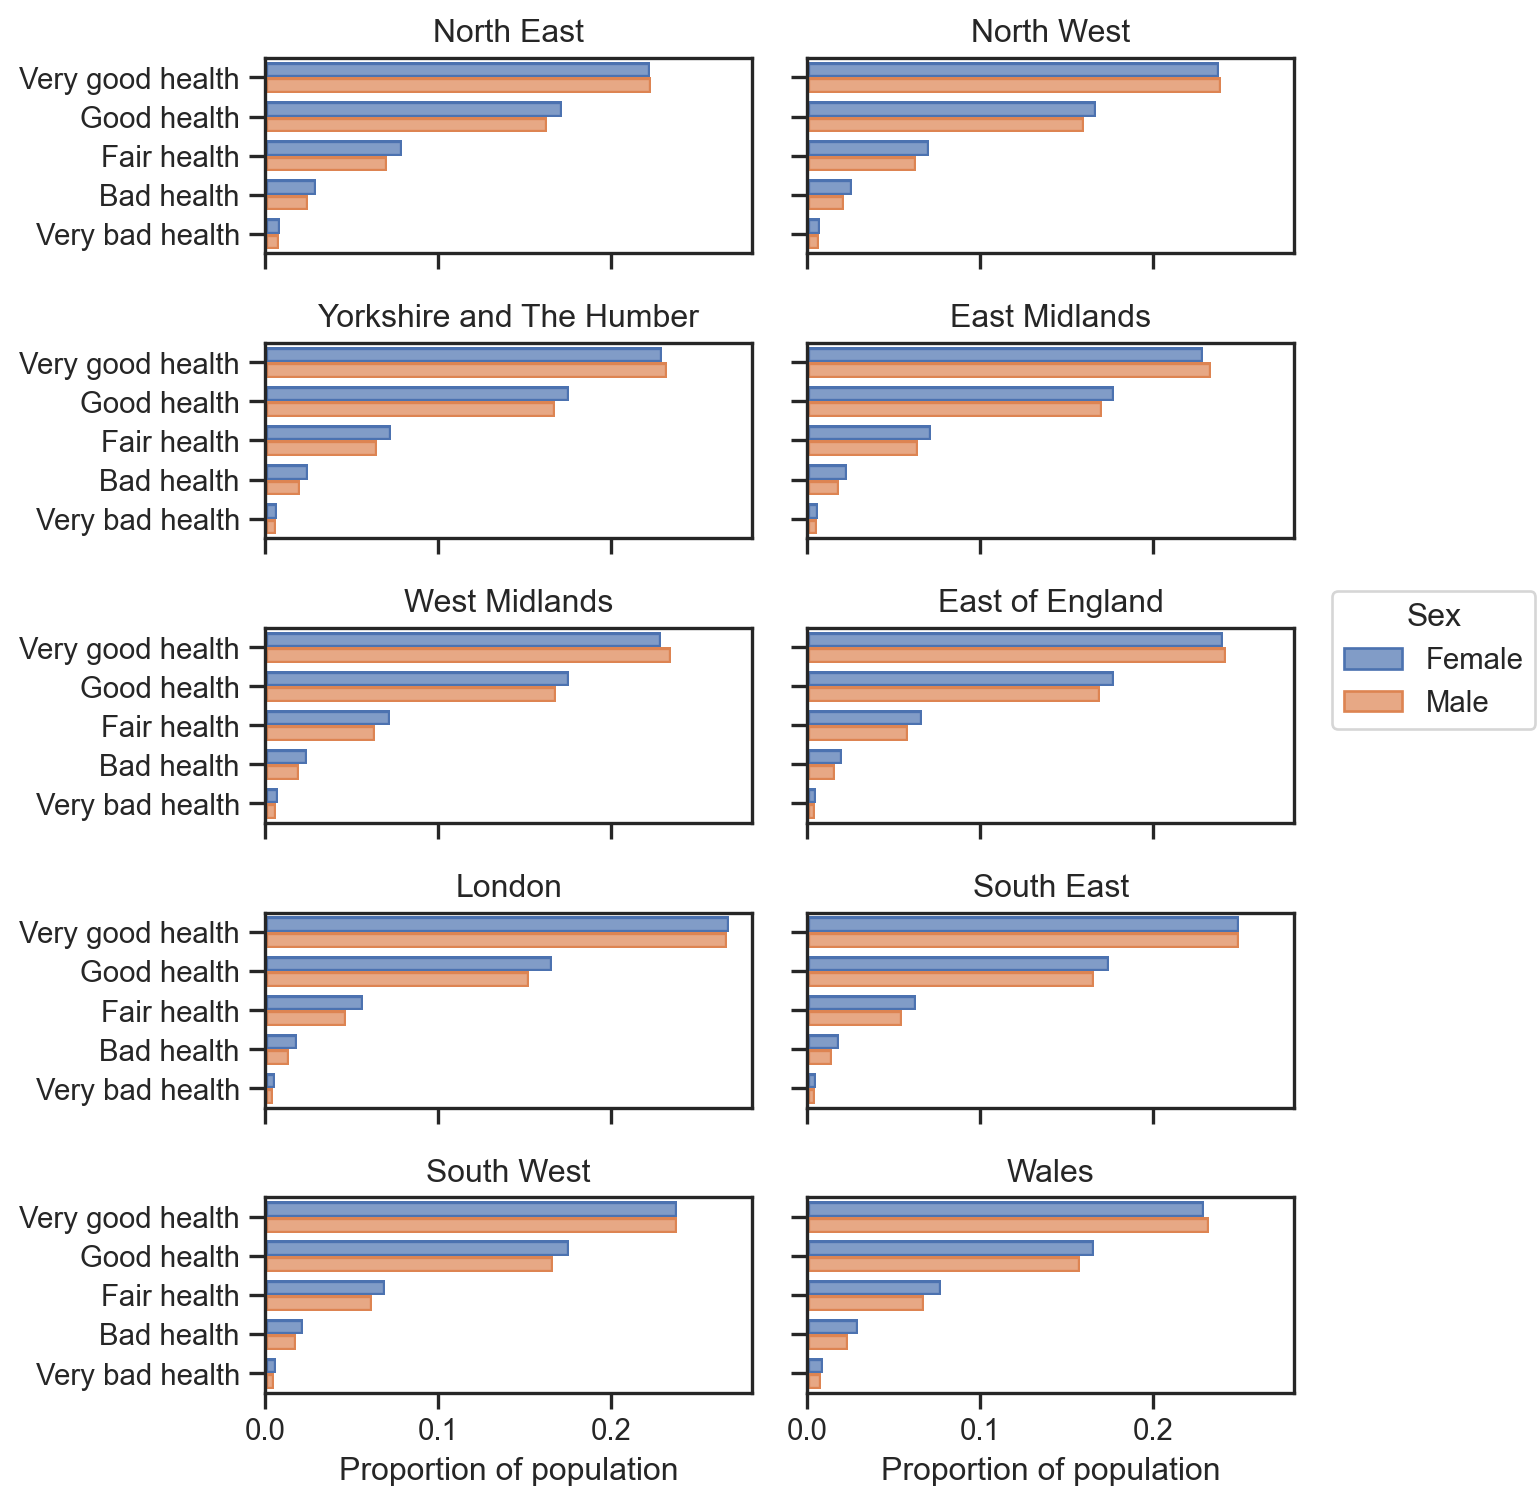 North East
North West
Very good health
Good health
Fair health
Bad health
Very bad health
Yorkshire and The Humber
East Midlands
Very good health
Good health
Fair health
Bad health
Very bad health
West Midlands
East of England
Very good health
Good health
Fair health
Bad health
Very bad health
Sex
Female
Male
London
South East
Very good health
Good health
Fair health
Bad health
Very bad health
South West
Wales
Very good health
Good health
Fair health
Bad health
Very bad health
0.0 0.1 0.2
0.0 0.1 0.2
Proportion of population
Proportion of population